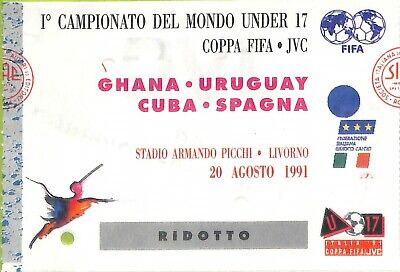 I° CAMPIONATO DEL MONDO UNDER 17
COPPA FIFA · JVC
FIFA
GHANA · URUGUAY
CUBA · SPAGNA
FEDERAZIONE
ITALIANA
GIUOCO CALCIO
STADIO ARMANDO PICCHI · LIVORNO
20 AGOSTO 1991
RIDOTTO
U 17
ITALIA '91
COPPA FIFA/JVC